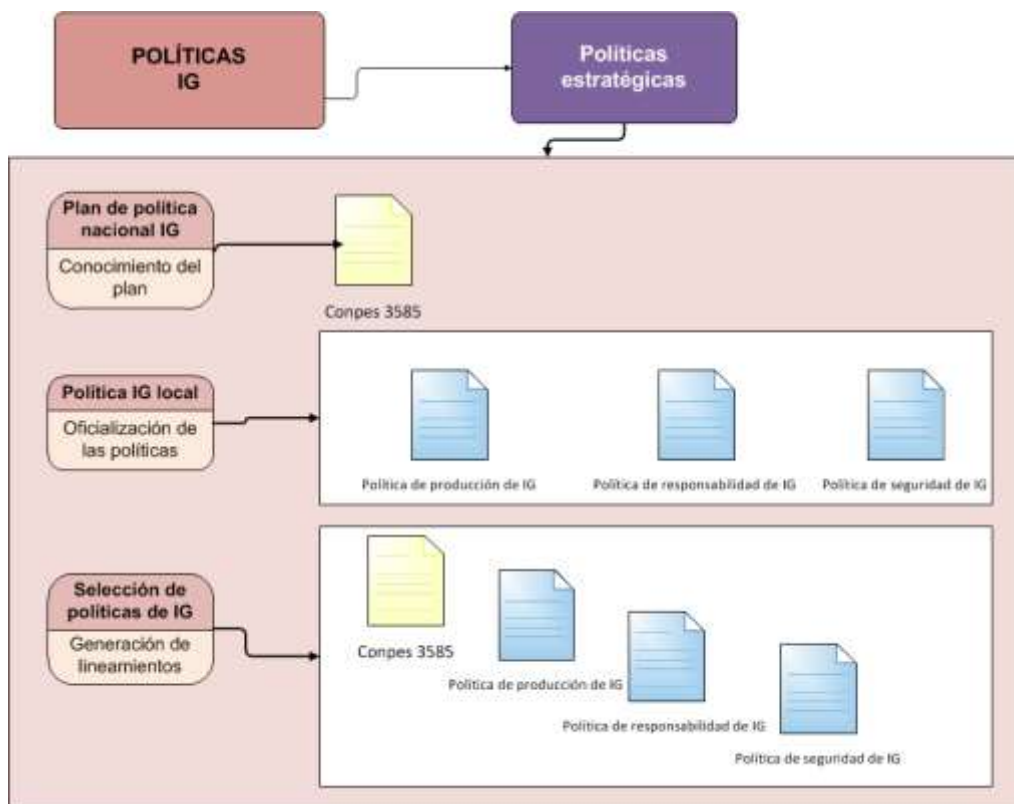 POLÍTICAS
IG
Políticas
estratégicas
Plan de política
nacional IG
Conocimiento del
plan
Conpes 3585
Política IG local
Oficialización de
las políticas
Política de producción de IG
Política de responsabilidad de IG
Política de seguridad de IG
Selección de
políticas de IG
Generación de
lineamientos
Conpes 3585
Política de producción de IG
Política de responsabilidad de IG
Política de seguridad de IG